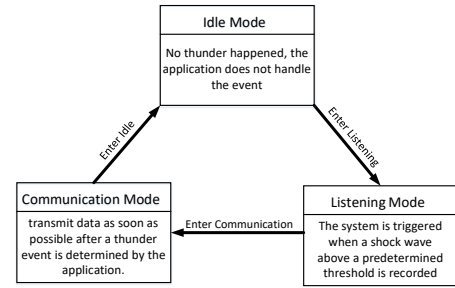 Idle Mode
No thunder happened, the
application does not handle
the event
Enter Idle
Enter Listening
Communication Mode
transmit data as soon as
possible after a thunder
event is determined by the
application.
Enter Communication
Listening Mode
The system is triggered
when a shock wave
above a predetermined
threshold is recorded